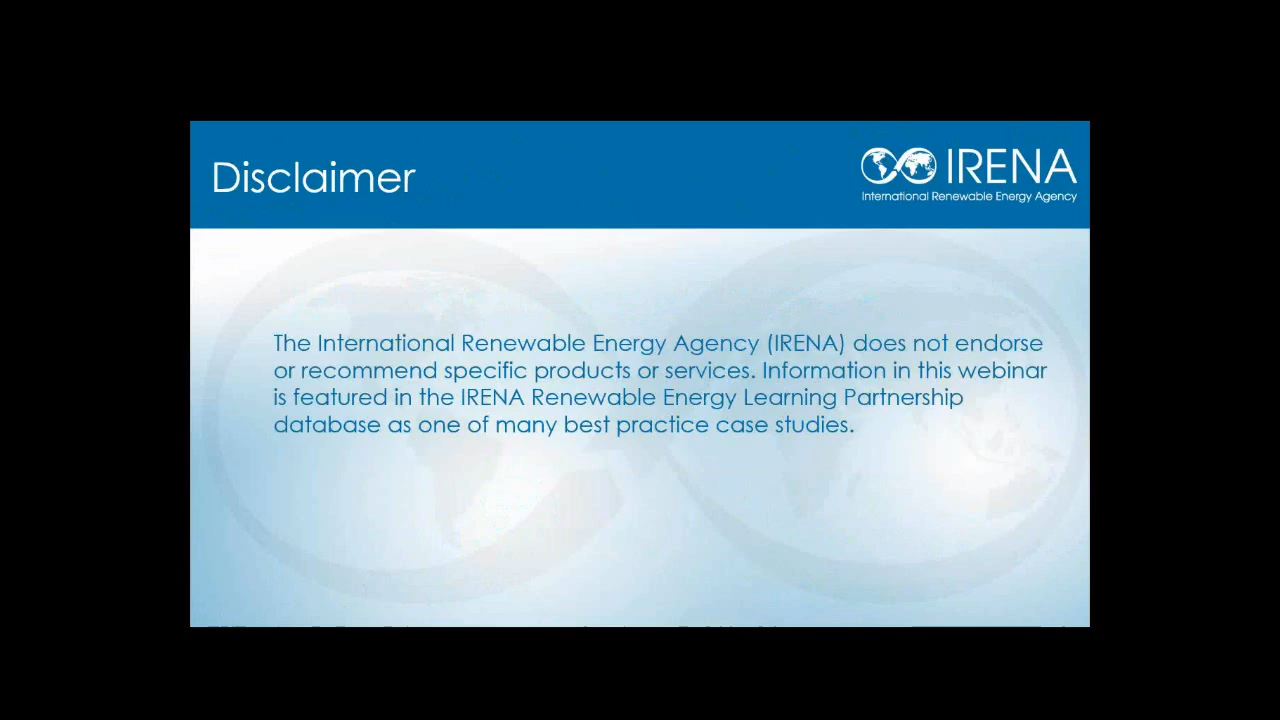 Disclaimer
IRENA
International Renewable Energy Agency
The International Renewable Energy Agency (IRENA) does not endorse
or recommend specific products or services. Information in this webinar
is featured in the IRENA Renewable Energy Learning Partnership
database as one of many best practice case studies.